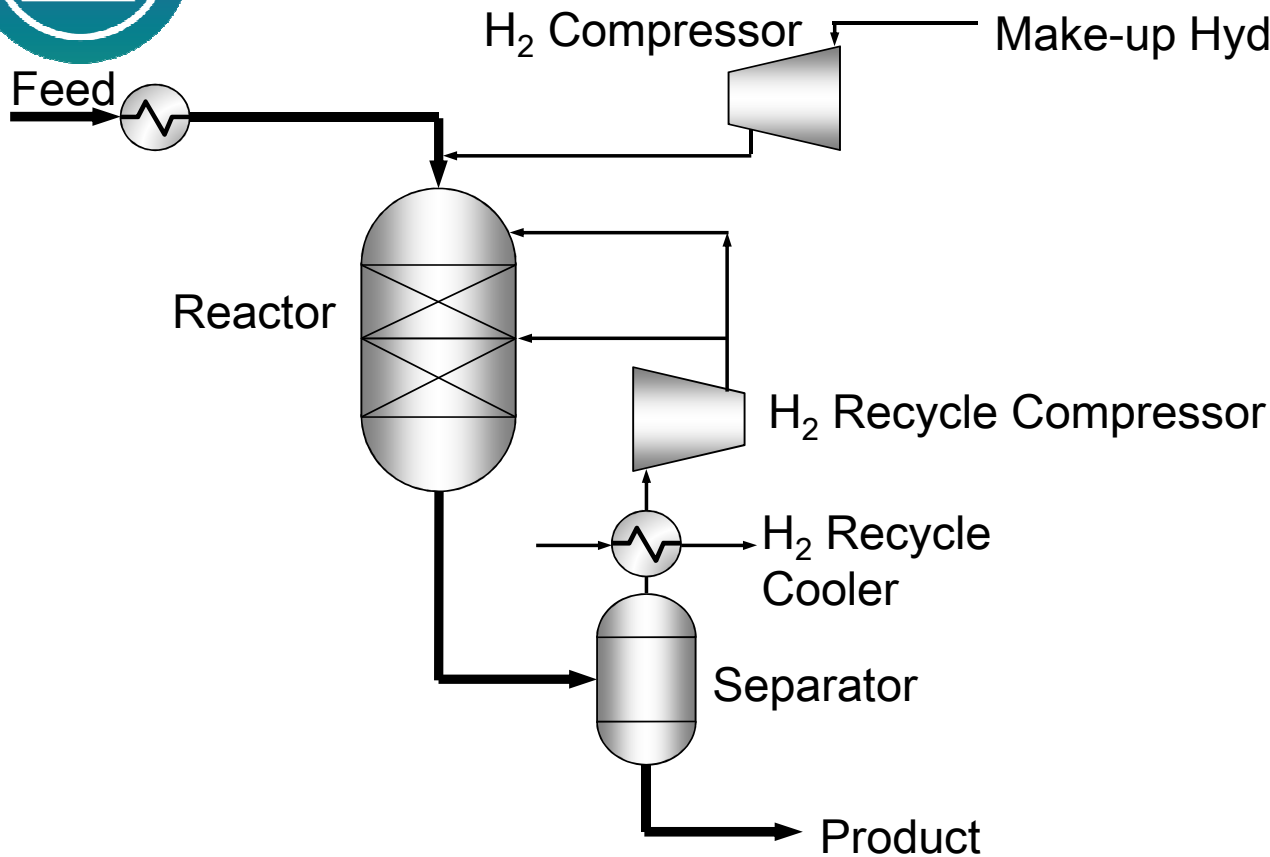 H₂ Compressor
Make-up Hyd
Feed
Reactor
H₂ Recycle Compressor
H₂ Recycle
Cooler
Separator
Product